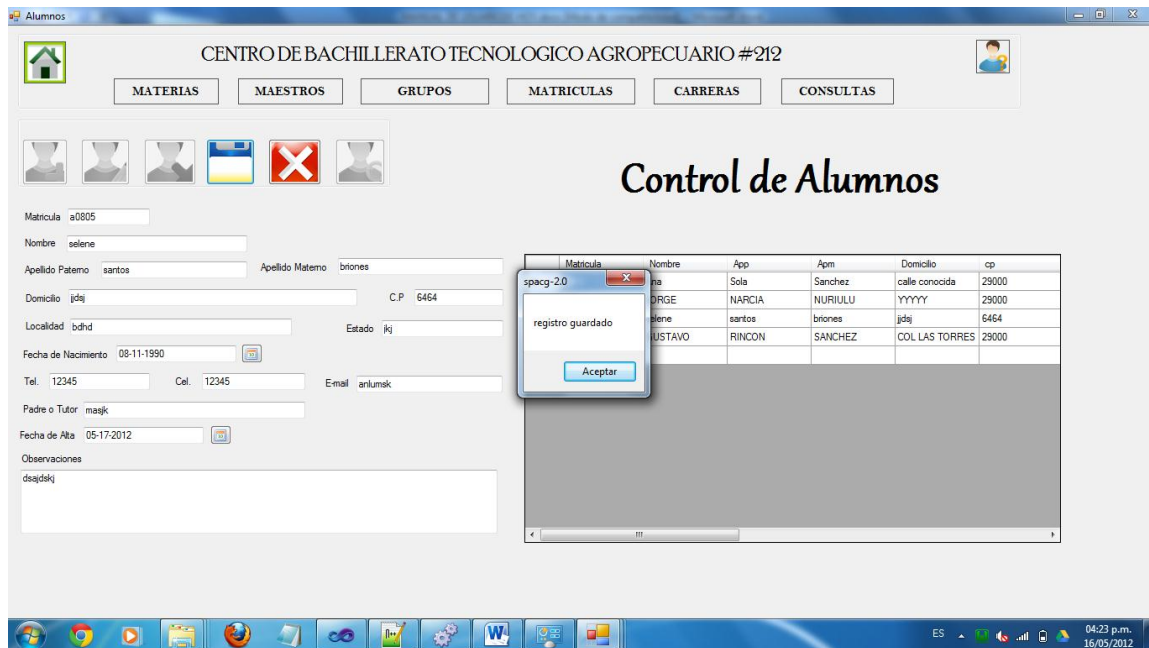 Alumnos
CENTRO DE BACHILLERATO TECNOLOGICO AGROPECUARIO #212
MATERIAS MAESTROS GRUPOS MATRICULAS CARRERAS CONSULTAS
Control de Alumnos
Matricula a0805
Nombre selene
Apellido Paterno santos Apellido Materno briones
Domicilio jjdsj C.P 6464
Localidad bdhd Estado jkj
Fecha de Nacimiento 08-11-1990
Tel. 12345 Cel. 12345 E-mail anlumsk
Padre o Tutor masjk
Fecha de Alta 05-17-2012
Observaciones
dsajdskj
Matricula Nombre App Apm Domicilio cp
Sola Sanchez calle conocida 29000
NARCIA NURIULU YYYYY 29000
santos briones jjdsj 6464
RINCON SANCHEZ COL LAS TORRES 29000
spacg-2.0
registro guardado
Aceptar
ES 04:23 p.m.
16/05/2012